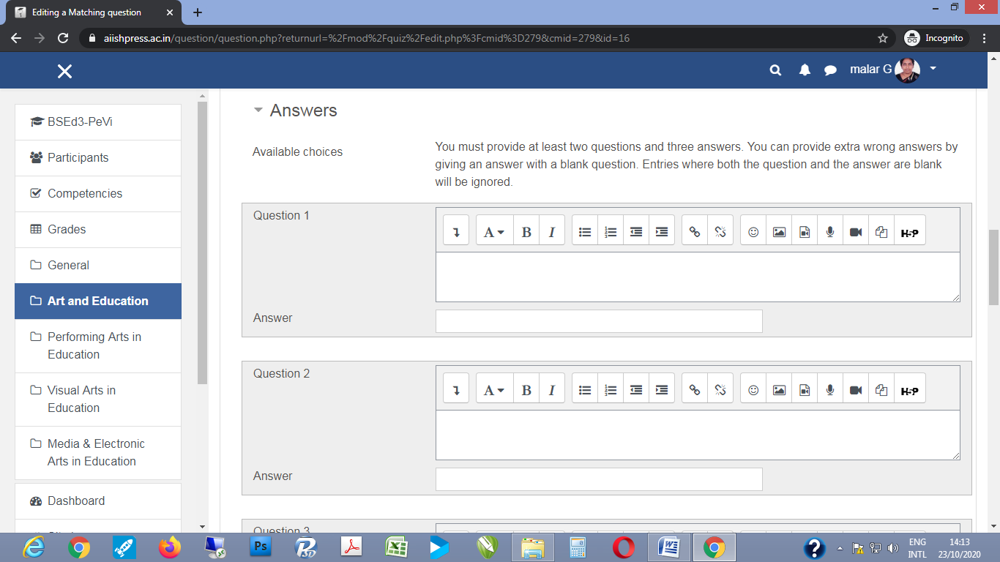 Editing a Matching question
aiishpress.ac.in/question/question.php?returnurl=%2Fmod%2Fquiz%2Fedit.php%3Fcmid%3D279&cmid=279&id=16
Incognito
malar G
BSEd3-PeVi
Participants
Competencies
Grades
General
Art and Education
Performing Arts in
Education
Visual Arts in
Education
Media & Electronic
Arts in Education
Dashboard
Answers
Available choices
You must provide at least two questions and three answers. You can provide extra wrong answers by
giving an answer with a blank question. Entries where both the question and the answer are blank
will be ignored.
Question 1
A B I H5P
Answer
Question 2
A B I H5P
Answer
Question 3
Ps
ENG
INTL
14:13
23/10/2020